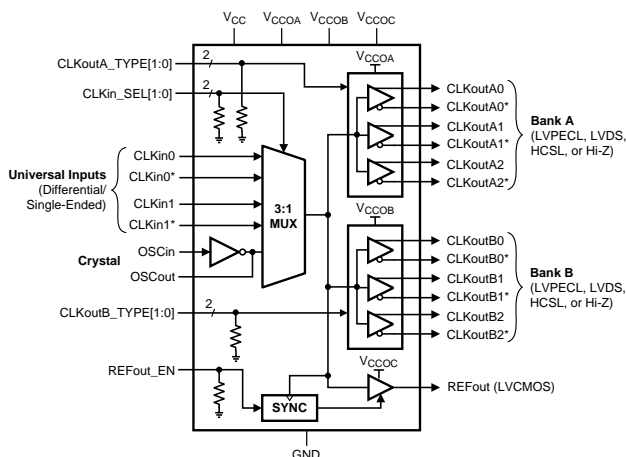 VCC VCCOA VCCOB VCCOC
CLKoutA_TYPE[1:0] 2
CLKin_SEL[1:0] 2
VCCOA
CLKoutA0
CLKoutA0*
CLKoutA1
CLKoutA1*
CLKoutA2
CLKoutA2*
Bank A
(LVPECL, LVDS,
HCSL, or Hi-Z)
Universal Inputs
(Differential/
Single-Ended)
CLKin0
CLKin0*
CLKin1
CLKin1*
3:1
MUX
Crystal
OSCin
OSCout
VCCOB
CLKoutB0
CLKoutB0*
CLKoutB1
CLKoutB1*
CLKoutB2
CLKoutB2*
Bank B
(LVPECL, LVDS,
HCSL, or Hi-Z)
CLKoutB_TYPE[1:0] 2
REFout_EN
VCCOC
REFout (LVCMOS)
SYNC
GND